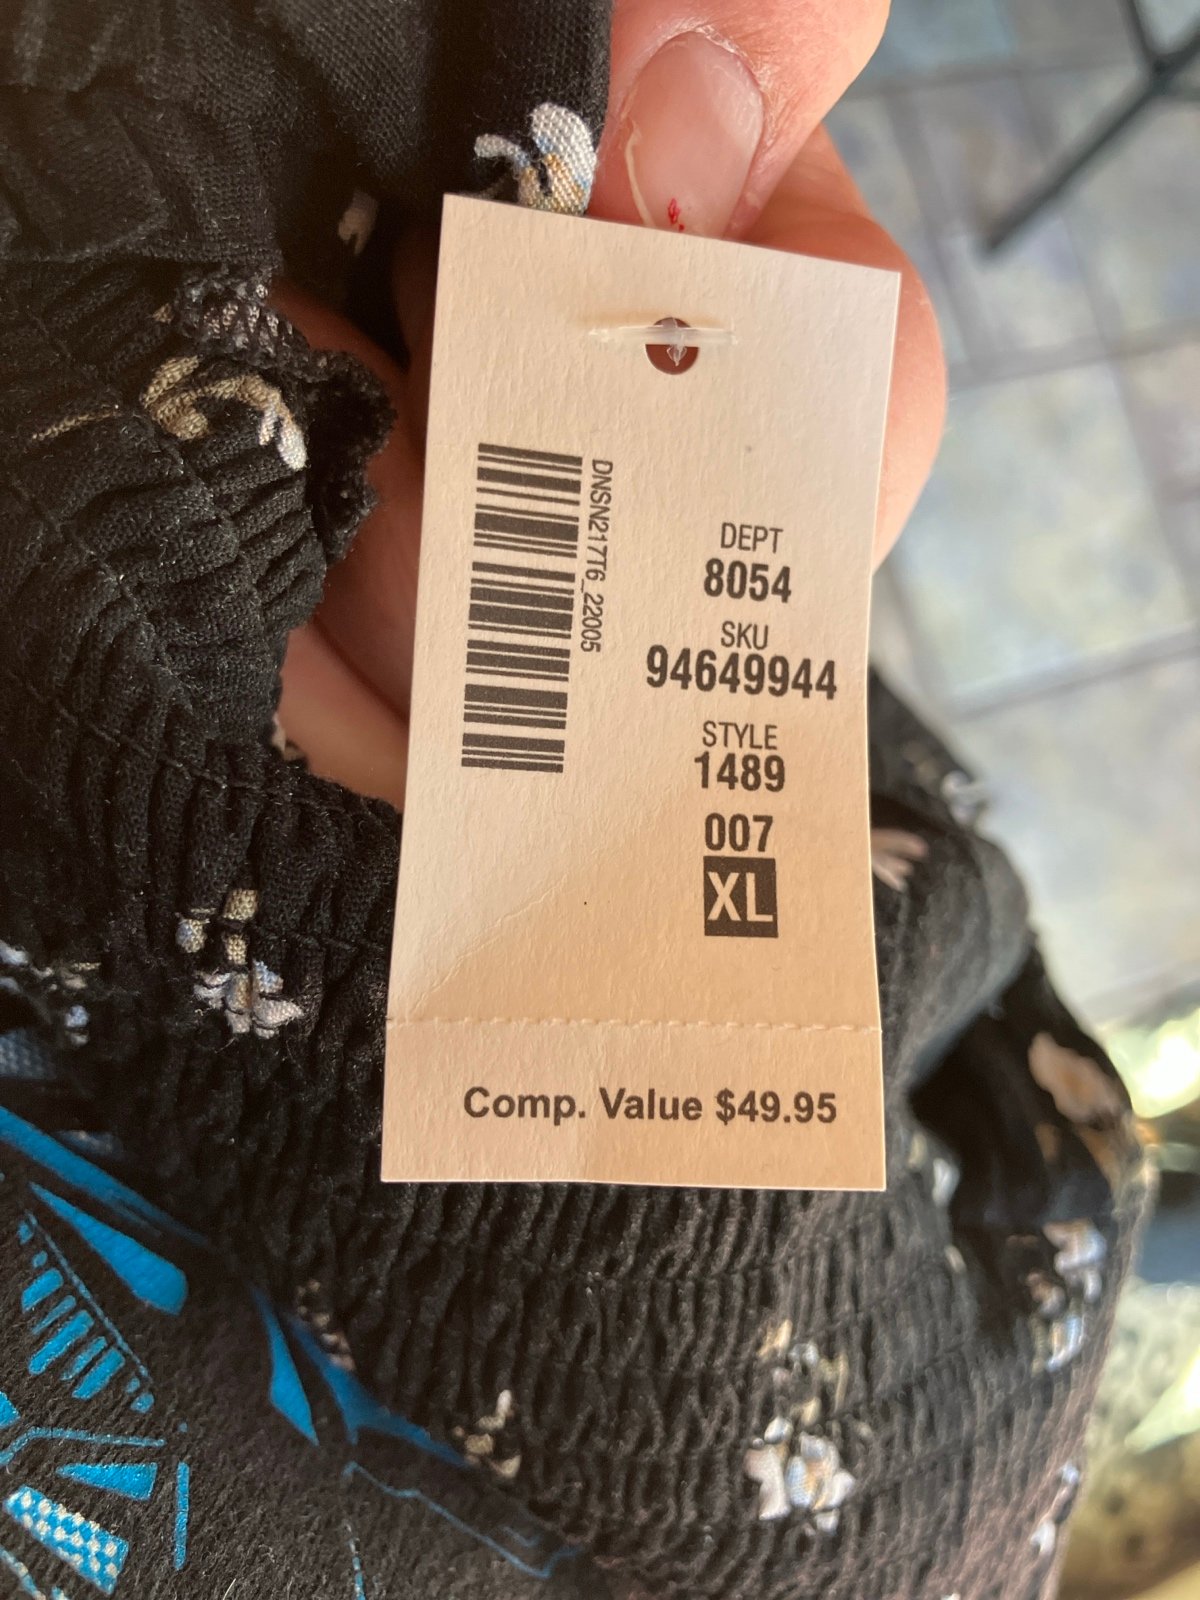 DNSN217T6_22005
DEPT
8054
SKU
94649944
STYLE
1489
007
XL
Comp. Value $49.95